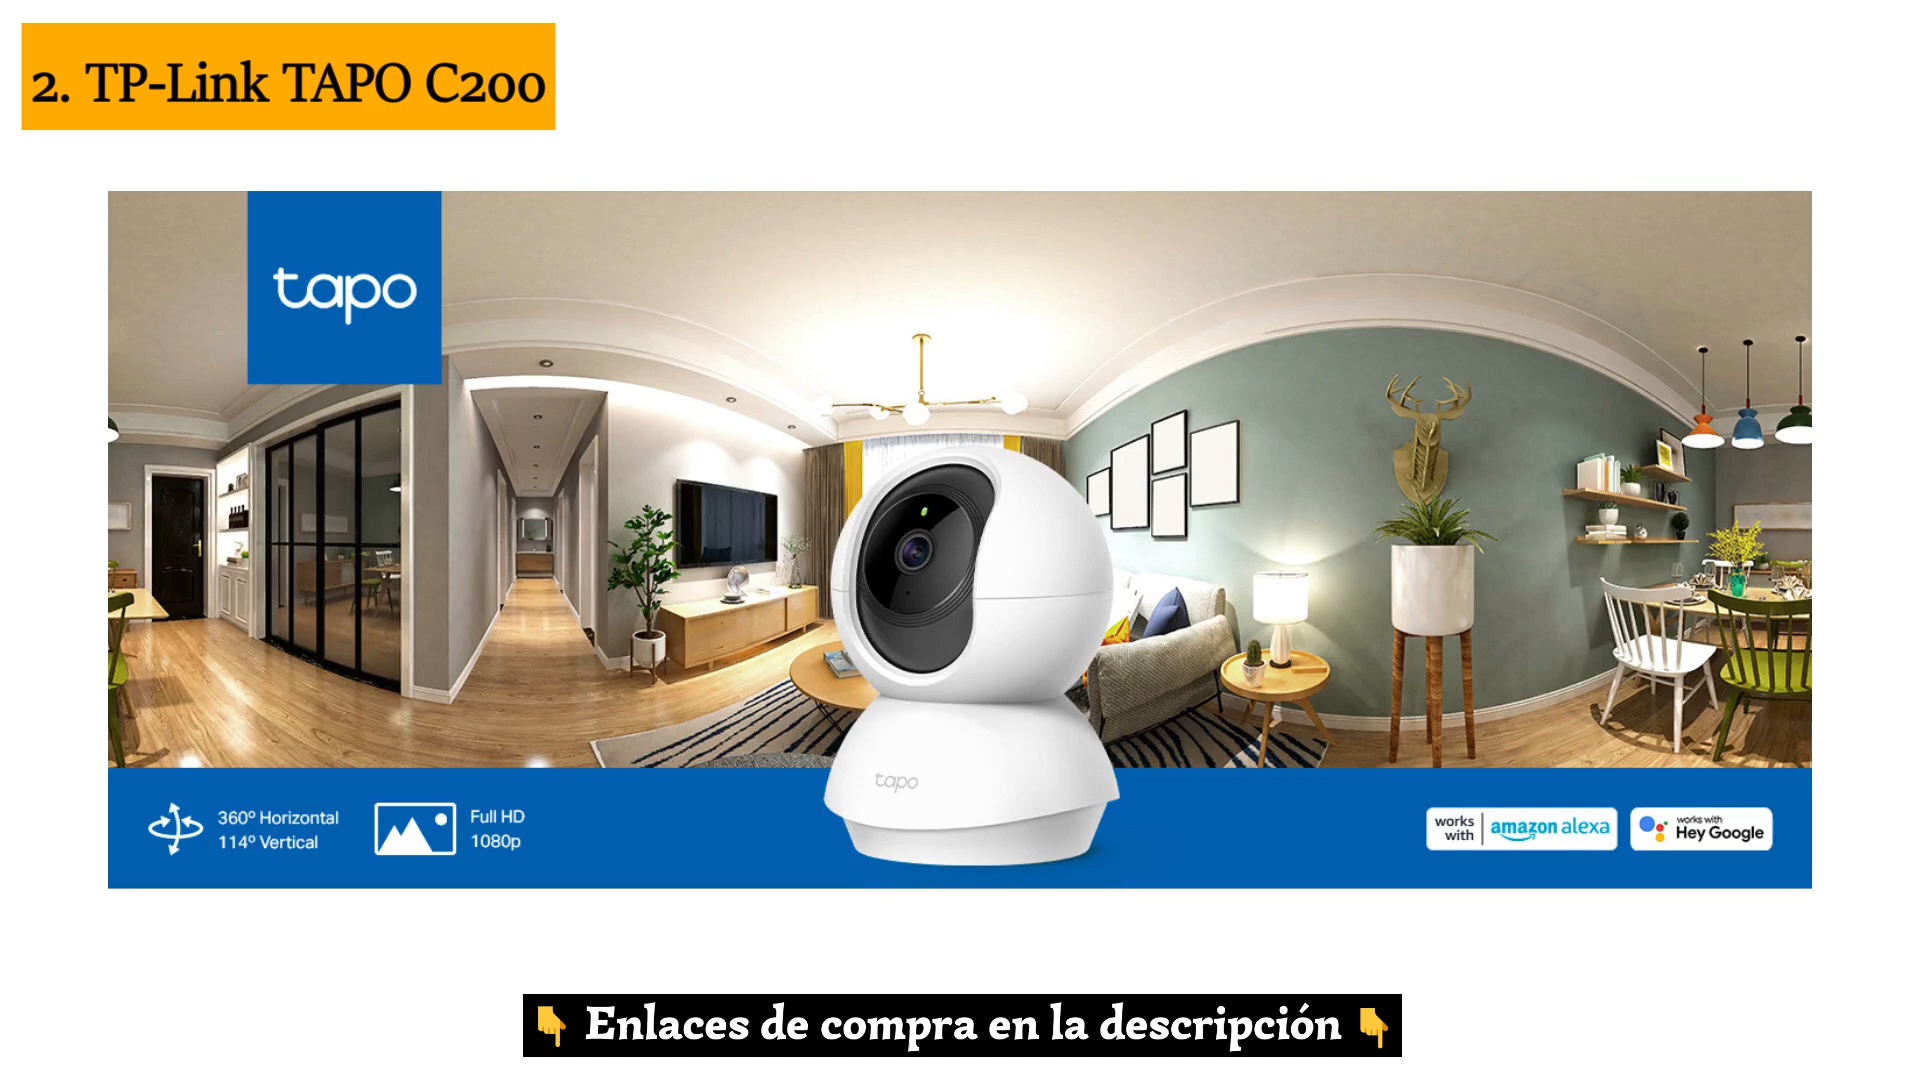 2. TP-Link TAPO C200
tapo
tapo
360º Horizontal
114º Vertical
Full HD
1080p
works
with
amazon alexa
works with
Hey Google
👇 Enlaces de compra en la descripción 👇